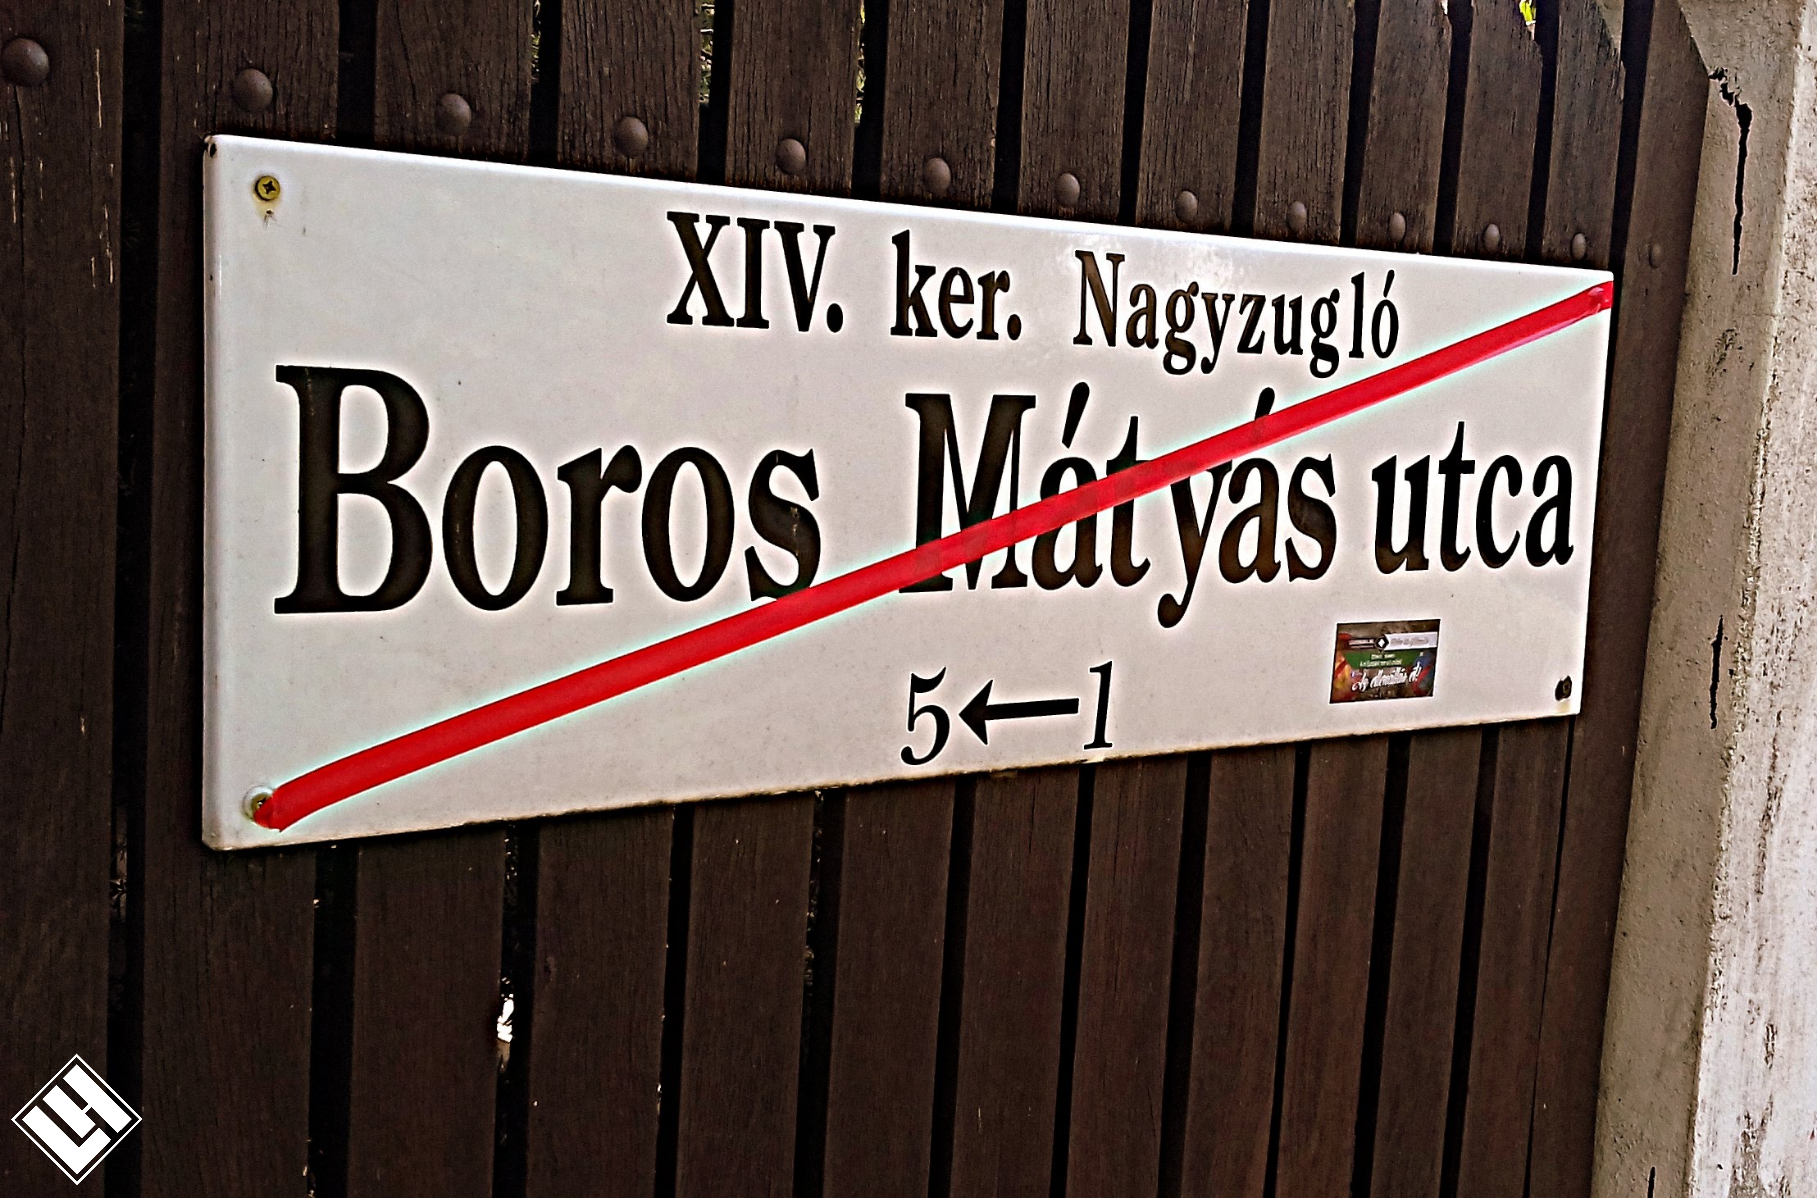 XIV. ker. Nagyzugló
Boros Mátyás utca
5←1